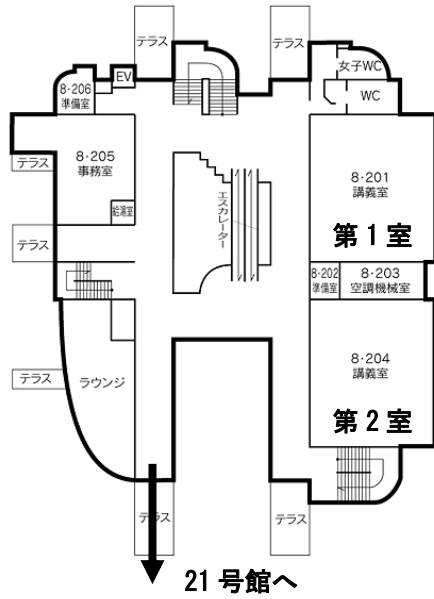 テラス
テラス
EV
女子WC
WC
8・206
準備室
テラス
8・205
事務室
給湯室
テラス
エスカレーター
8・201
講義室
第1室
8・202
準備室
8・203
空調機械室
8・204
講義室
第2室
テラス
ラウンジ
テラス
テラス
21号館へ